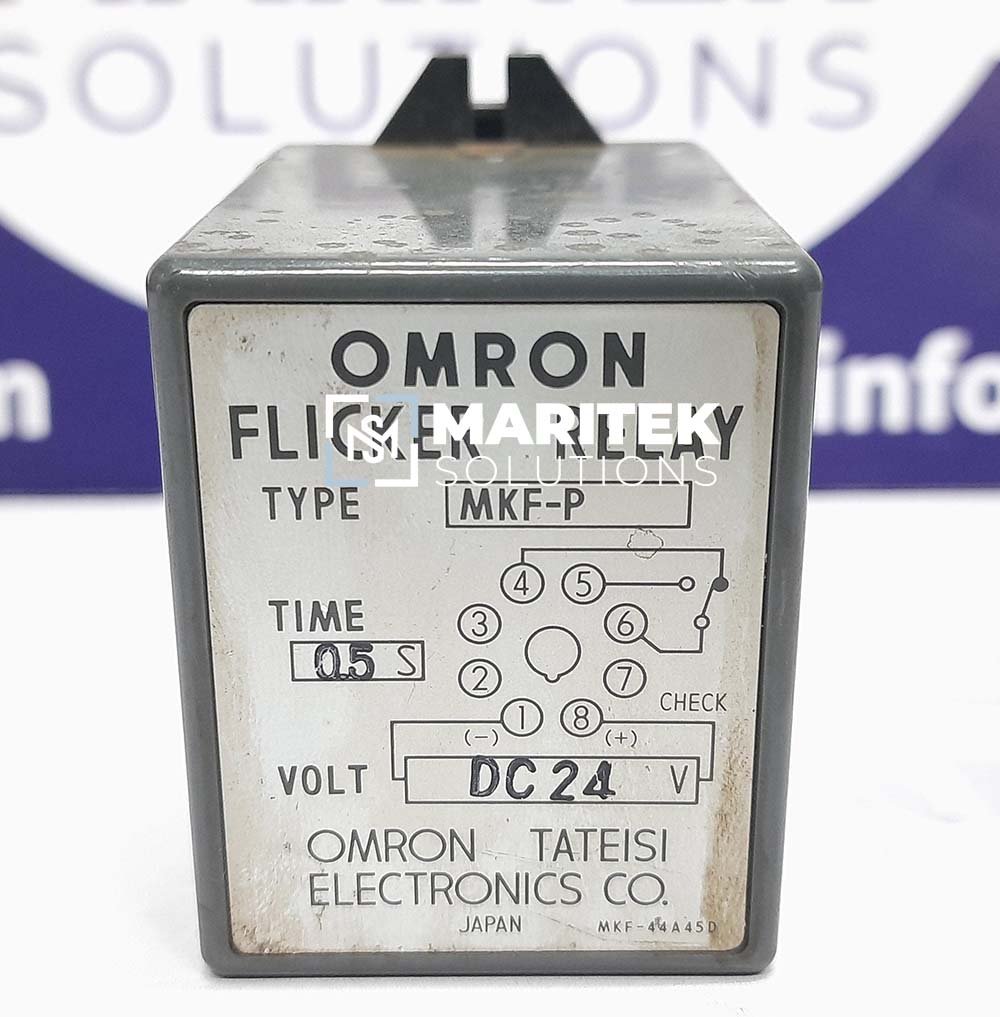 SOLUTIONS
info
OMRON
FLICKER RELAY
MARITEK
SOLUTIONS
TYPE MKF-P
4 5
3 6
TIME
0.5 S
2 7
CHECK
1 8
(-) (+)
VOLT DC 24 V
OMRON TATEISI
ELECTRONICS CO.
JAPAN MKF-44A45D